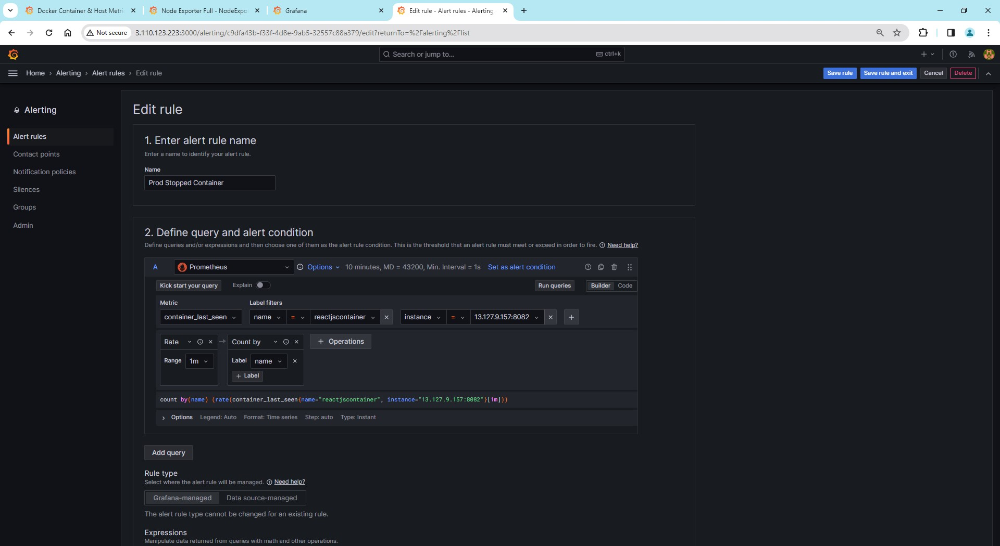 Docker Container & Host Metri
Node Exporter Full - NodeExpo
Grafana
Edit rule - Alert rules - Alerting
Not secure
3.110.123.223:3000/alerting/c9dfa43b-f33f-4d8e-9ab5-32557c88a379/edit?returnTo=%2Falerting%2Flist
Search or jump to...
ctrl+k
Home › Alerting › Alert rules › Edit rule
Save rule
Save rule and exit
Cancel
Delete
Alerting
Alert rules
Contact points
Notification policies
Silences
Groups
Admin
Edit rule
1. Enter alert rule name
Enter a name to identify your alert rule.
Name
Prod Stopped Container
2. Define query and alert condition
Define queries and/or expressions and then choose one of them as the alert rule condition. This is the threshold that an alert rule must meet or exceed in order to fire. Need help?
A Prometheus Options 10 minutes, MD = 43200, Min. Interval = 1s Set as alert condition
Kick start your query Explain Run queries Builder Code
Metric Label filters
container_last_seen name = reactjscontainer instance = 13.127.9.157:8082 +
Rate Count by + Operations
Range 1m Label name
+ Label
count by(name) (rate(container_last_seen{name="reactjscontainer", instance="13.127.9.157:8082"}[1m]))
Options Legend: Auto Format: Time series Step: auto Type: Instant
Add query
Rule type
Select where the alert rule will be managed. Need help?
Grafana-managed Data source-managed
The alert rule type cannot be changed for an existing rule.
Expressions
Manipulate data returned from queries with math and other operations.